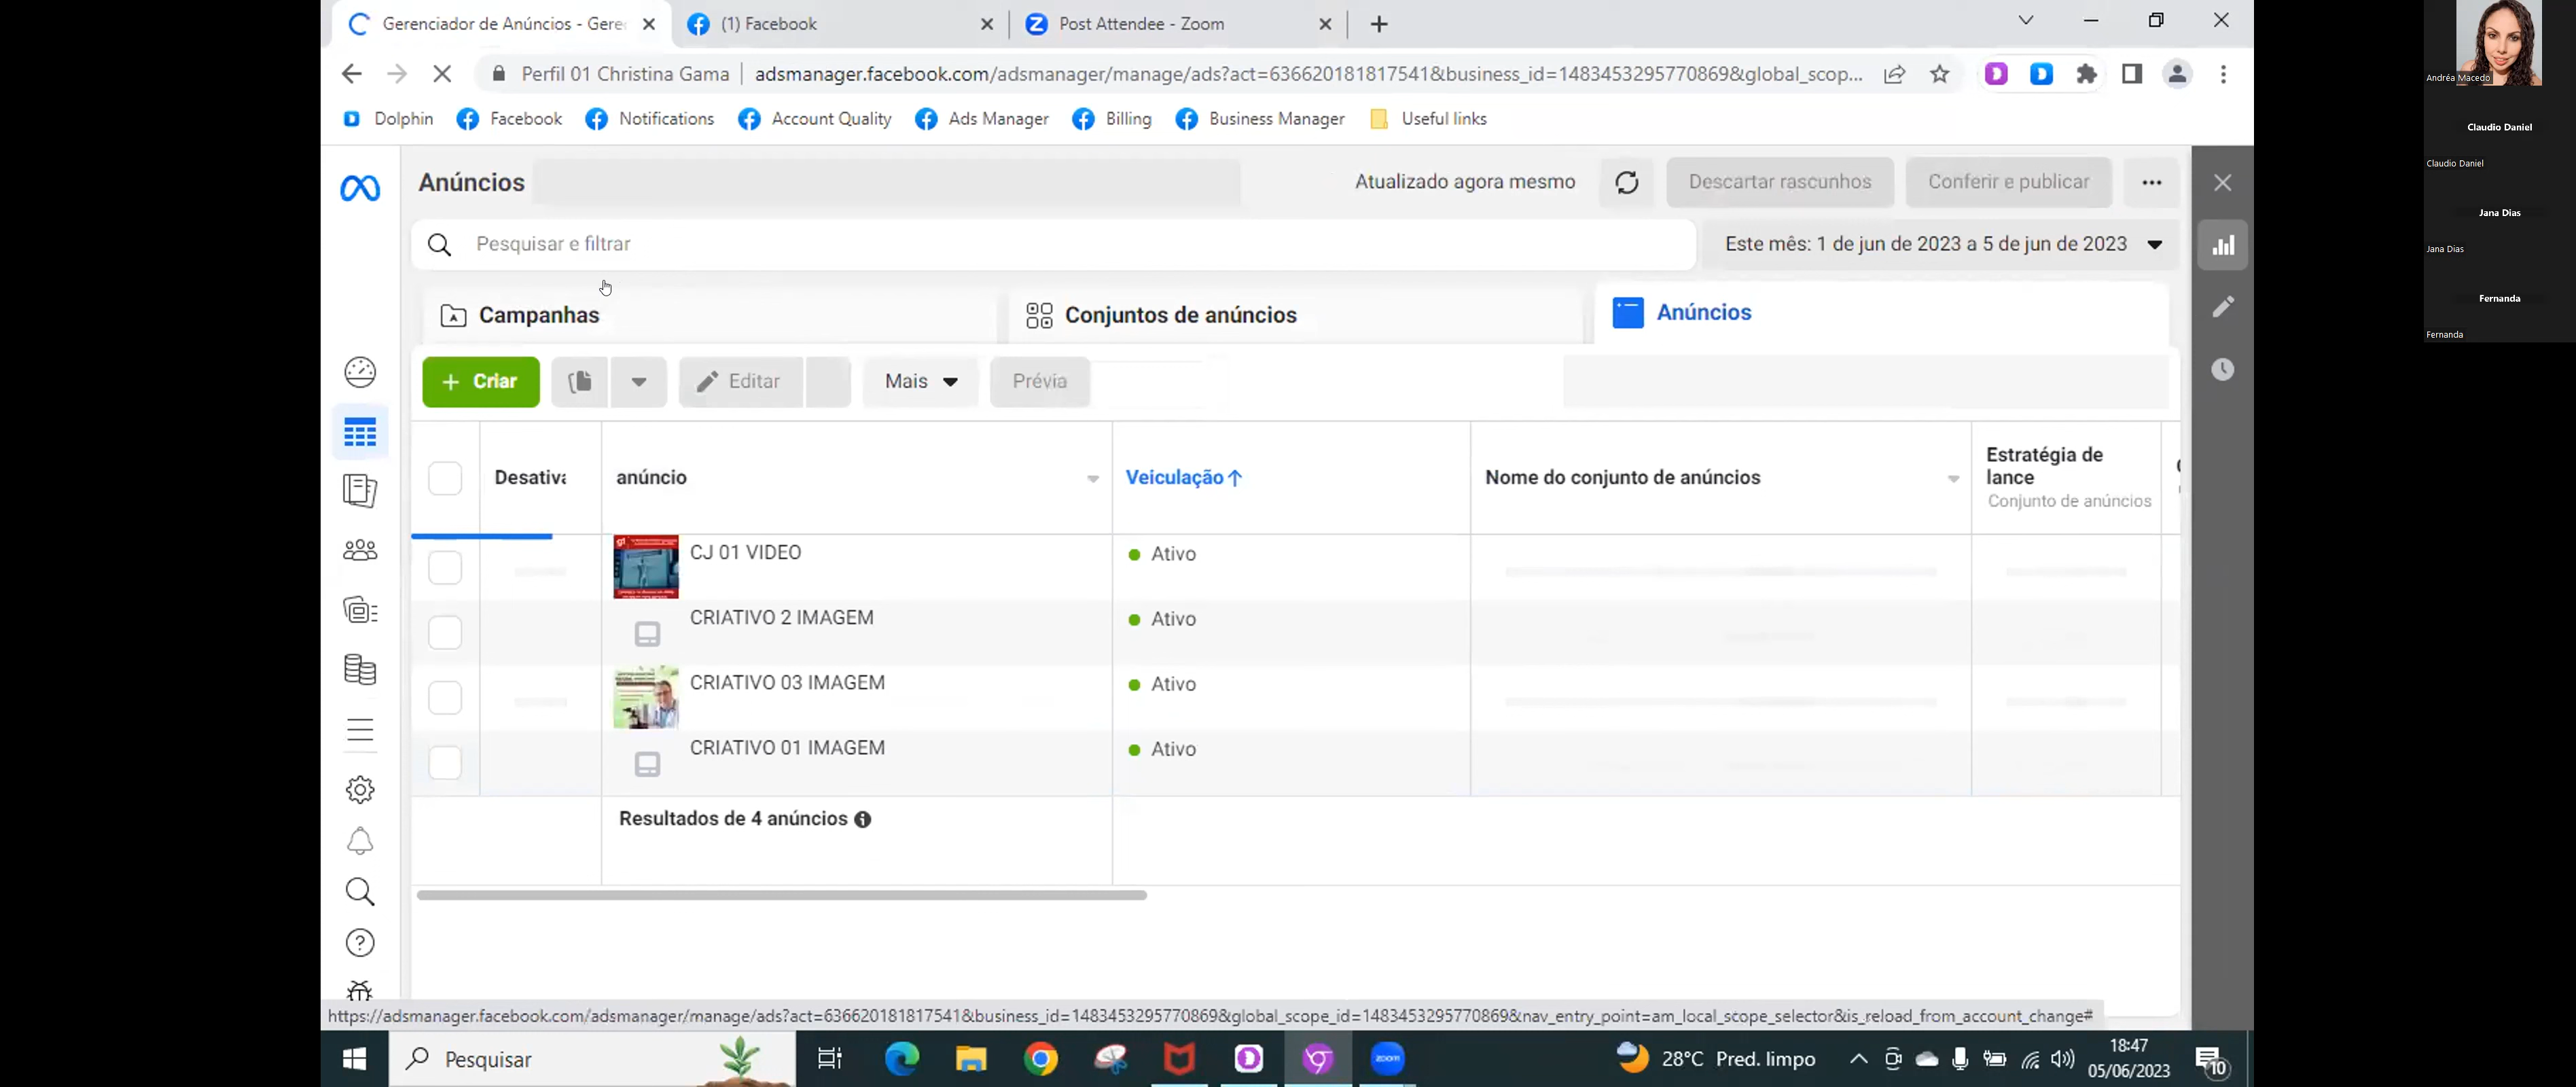 Gerenciador de Anúncios - Gere
(1) Facebook
Post Attendee - Zoom
Perfil 01 Christina Gama
adsmanager.facebook.com/adsmanager/manage/ads?act=636620181817541&business_id=1483453295770869&global_scop...
Dolphin
Facebook
Notifications
Account Quality
Ads Manager
Billing
Business Manager
Useful links
Anúncios
Atualizado agora mesmo
Descartar rascunhos
Conferir e publicar
Pesquisar e filtrar
Este mês: 1 de jun de 2023 a 5 de jun de 2023
Campanhas
Conjuntos de anúncios
Anúncios
+ Criar
Editar
Mais
Prévia
Desativa
anúncio
Veiculação↑
Nome do conjunto de anúncios
Estratégia de
lance
Conjunto de anúncios
CJ 01 VIDEO
Ativo
CRIATIVO 2 IMAGEM
Ativo
CRIATIVO 03 IMAGEM
Ativo
CRIATIVO 01 IMAGEM
Ativo
Resultados de 4 anúncios
https://adsmanager.facebook.com/adsmanager/manage/ads?act=636620181817541&business_id=1483453295770869&global_scope_id=1483453295770869&nav_entry_point=am_local_scope_selector&is_reload_from_account_change#
Pesquisar
zoom
28°C Pred. limpo
18:47
05/06/2023
10
Andréa Macedo
Claudio Daniel
Claudio Daniel
Jana Dias
Jana Dias
Fernanda
Fernanda